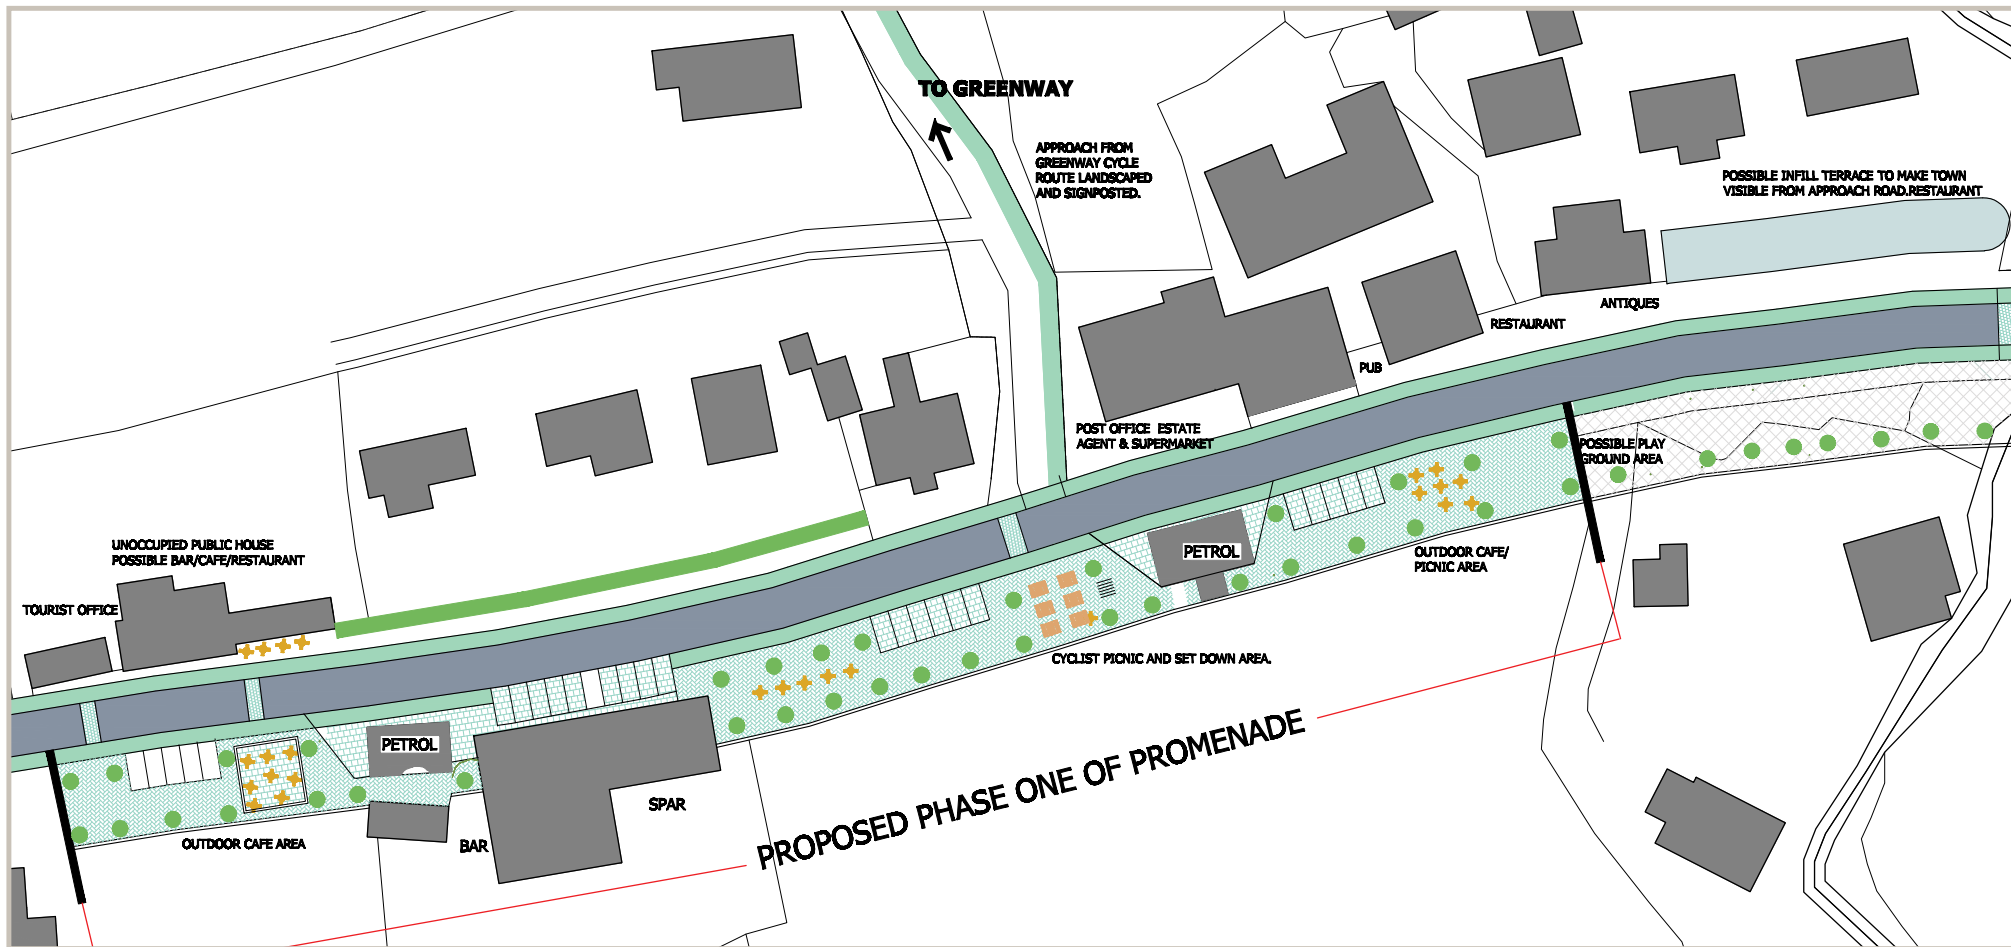 TO GREENWAY
APPROACH FROM
GREENWAY CYCLE
ROUTE LANDSCAPED
AND SIGNPOSTED.
POSSIBLE INFILL TERRACE TO MAKE TOWN
VISIBLE FROM APPROACH ROAD.RESTAURANT
ANTIQUES
RESTAURANT
PUB
POST OFFICE ESTATE
AGENT & SUPERMARKET
POSSIBLE PLAY
GROUND AREA
UNOCCUPIED PUBLIC HOUSE
POSSIBLE BAR/CAFE/RESTAURANT
TOURIST OFFICE
PETROL
OUTDOOR CAFE/
PICNIC AREA
CYCLIST PICNIC AND SET DOWN AREA.
PETROL
SPAR
BAR
OUTDOOR CAFE AREA
PROPOSED PHASE ONE OF PROMENADE